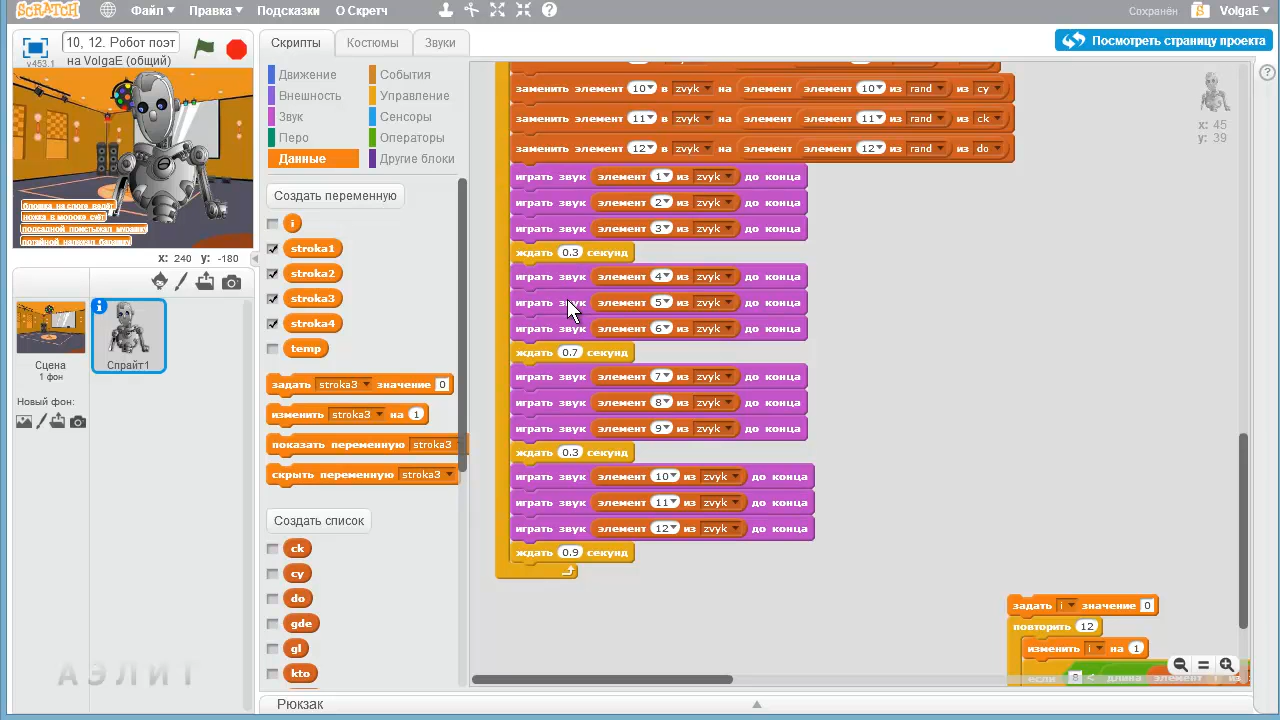 SCRATCH Файл Правка Подсказки О Скретч Сохранён VolgaE
10, 12. Робот поэт
на VolgaE (общий)
v453.1
Скрипты Костюмы Звуки
Посмотреть страницу проекта
Движение События
Внешность Управление
Звук Сенсоры
Перо Операторы
Данные Другие блоки
Создать переменную
i
stroka1
stroka2
stroka3
stroka4
temp
задать stroka3 значение 0
изменить stroka3 на 1
показать переменную stroka3
скрыть переменную stroka3
Создать список
ck
cy
do
gde
gl
kto
x: 240 y: -180
Сцена
1 фон
Спрайт1
Новый фон:
АЭЛИТ
заменить элемент 10 в zvyk на элемент элемент 10 из rand из cy
заменить элемент 11 в zvyk на элемент элемент 11 из rand из ck
заменить элемент 12 в zvyk на элемент элемент 12 из rand из do
играть звук элемент 1 из zvyk до конца
играть звук элемент 2 из zvyk до конца
играть звук элемент 3 из zvyk до конца
ждать 0.3 секунд
играть звук элемент 4 из zvyk до конца
играть звук элемент 5 из zvyk до конца
играть звук элемент 6 из zvyk до конца
ждать 0.7 секунд
играть звук элемент 7 из zvyk до конца
играть звук элемент 8 из zvyk до конца
играть звук элемент 9 из zvyk до конца
ждать 0.3 секунд
играть звук элемент 10 из zvyk до конца
играть звук элемент 11 из zvyk до конца
играть звук элемент 12 из zvyk до конца
ждать 0.9 секунд
x: 45
y: 39
задать i значение 0
повторить 12
изменить i на 1
если 8 < длина элемент i
Рюкзак